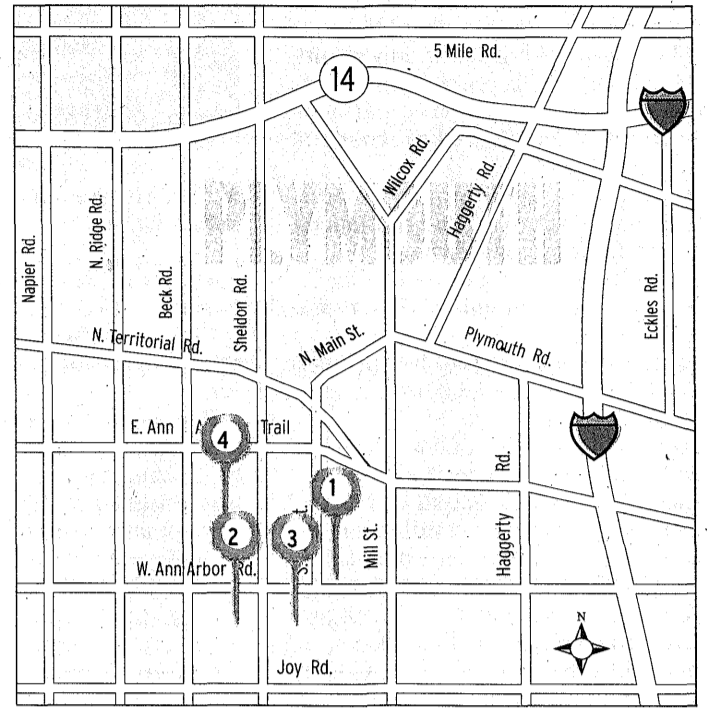 5 Mile Rd.
14
Wilcox Rd.
Haggerty Rd.
Napier Rd.
N. Ridge Rd.
Beck Rd.
Sheldon Rd.
Eckles Rd.
N. Territorial Rd.
N. Main St.
Plymouth Rd.
E. Ann A Trail
4
1
2
3
S. t.
Mill St.
Haggerty Rd.
W. Ann Arbor Rd.
N
Joy Rd.